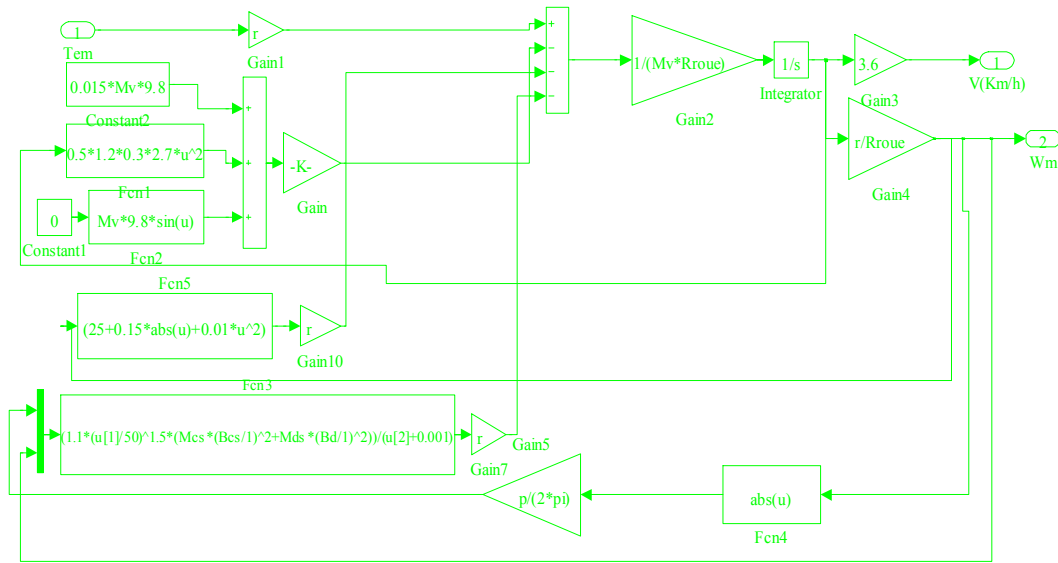 1
Tem
r
Gain1
0.015*Mv*9.8
Constant2
0.5*1.2*0.3*2.7*u^2
Fcn1
0
Constant1
Mv*9.8*sin(u)
Fcn2
+
+
+
-K-
Gain
+
−
−
−
1/(Mv*Rroue)
Gain2
1/s
Integrator
3.6
Gain3
1
V(Km/h)
r/Rroue
Gain4
2
Wm
Fcn5
(25+0.15*abs(u)+0.01*u^2)
r
Gain10
Fcn3
(1.1*(u[1]/50)^1.5*(Mcs*(Bcs/1)^2+Mds*(Bd/1)^2))/(u[2]+0.001)
r
Gain5
Gain7
p/(2*pi)
abs(u)
Fcn4